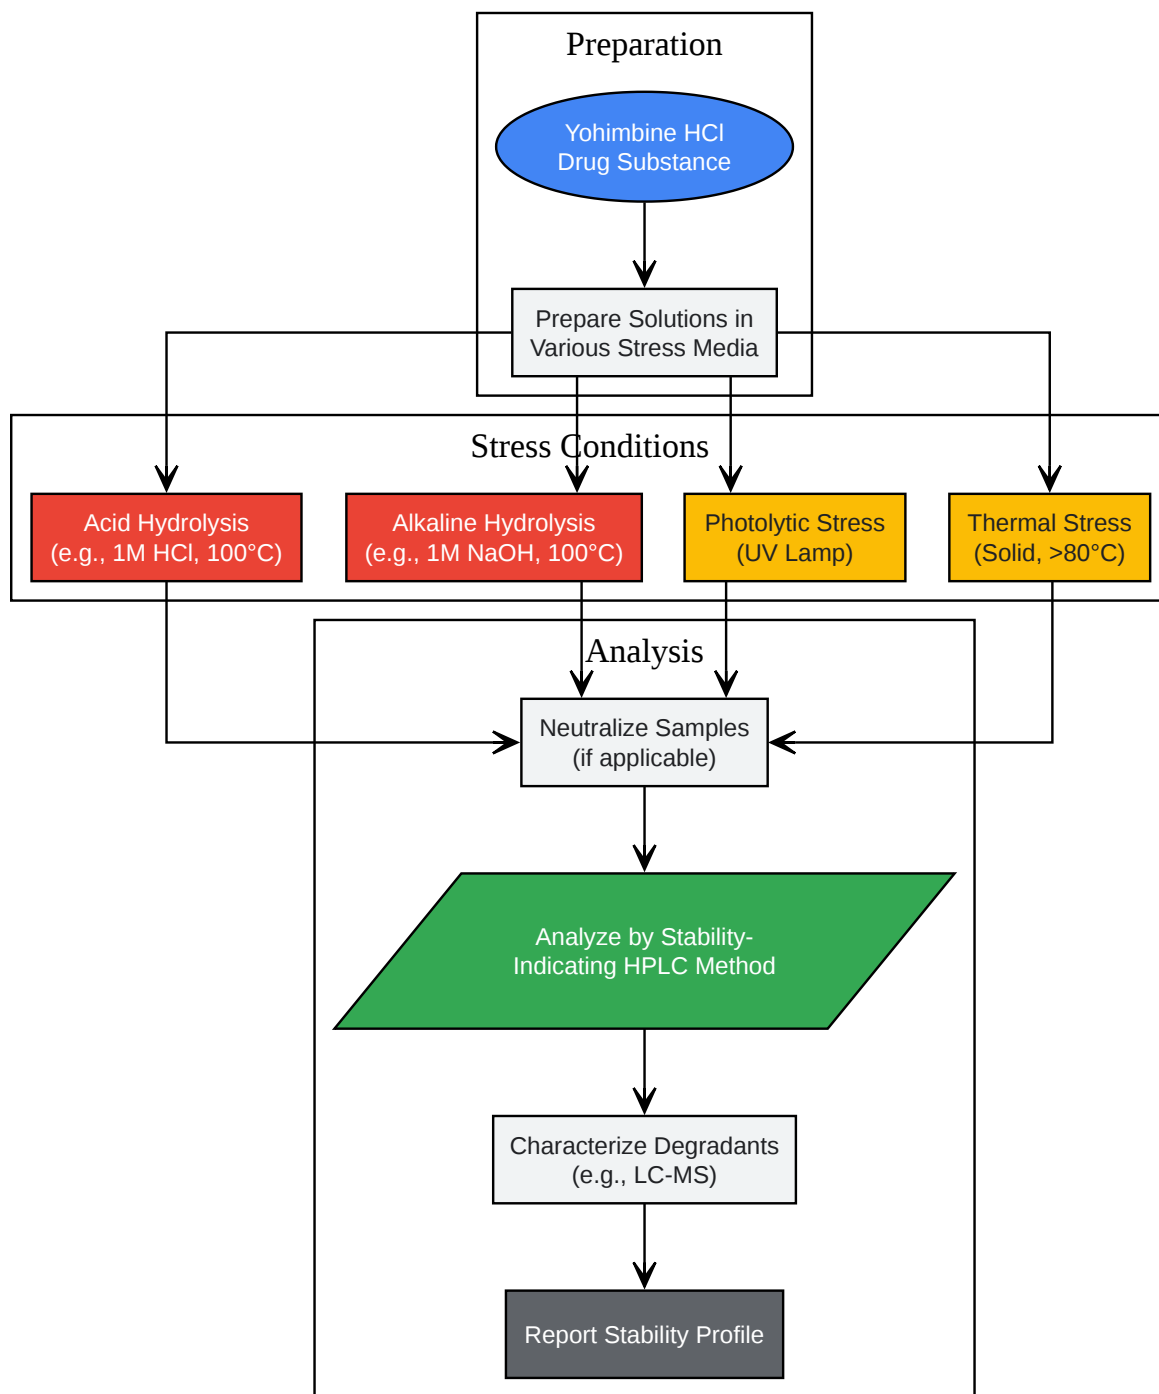 Preparation
Yohimbine HCl
Drug Substance
Prepare Solutions in
Various Stress Media
Stress Conditions
Acid Hydrolysis
(e.g., 1M HCl, 100°C)
Alkaline Hydrolysis
(e.g., 1M NaOH, 100°C)
Photolytic Stress
(UV Lamp)
Thermal Stress
(Solid, >80°C)
Analysis
Neutralize Samples
(if applicable)
Analyze by Stability-
Indicating HPLC Method
Characterize Degradants
(e.g., LC-MS)
Report Stability Profile